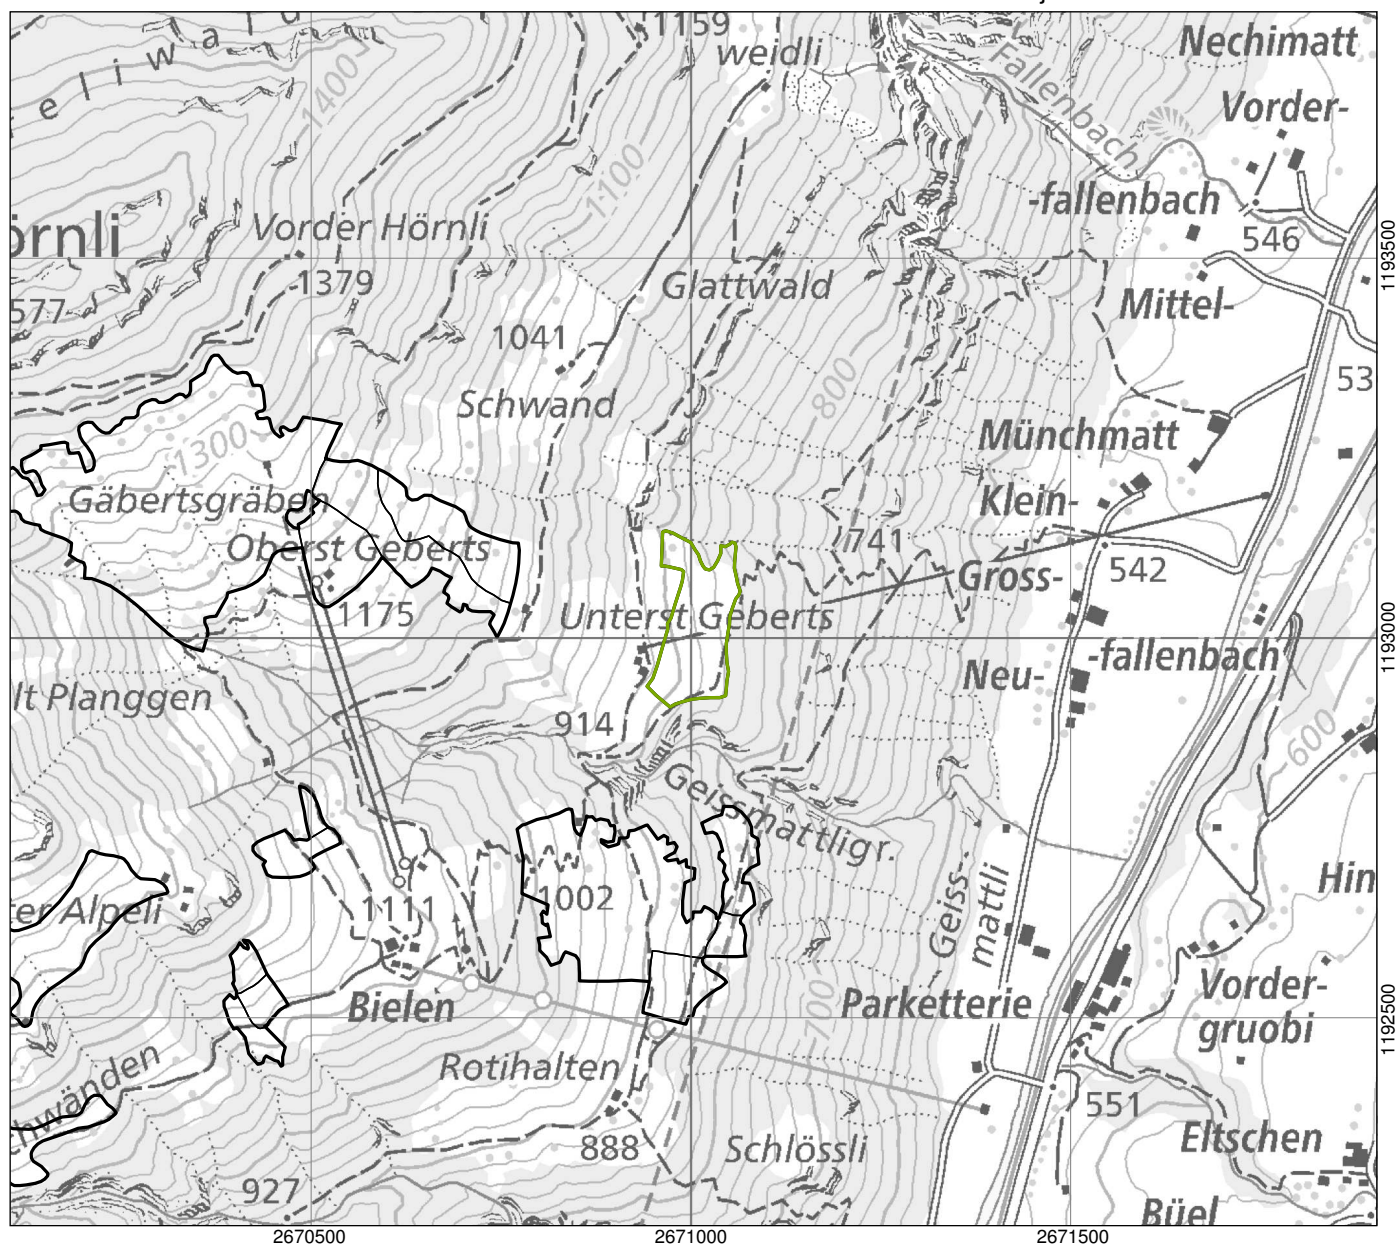 1159
weidli
Nechimatt
Vorder-
1400
Fallenbach
1100
-fallenbach
546
Vorder Hörnli
örnli
1193500
1379
Glattwald
577
Mittel-
1041
53
800
Schwand
Münchmatt
1300
Gäbertsgräben
Klein-
Oberst Geberts
741
542
Gross-
1175
Unterst Geberts
1193000
-fallenbach
Neu-
lt Planggen
914
600
Geissmattligr.
Geiss-
mattli
Hin
er Alpeli
1111
1002
Bielen
Parketterie
700
Vorder-
gruobi
1192500
Rotihalten
hwänden
551
888
Schlössli
Eltschen
927
Büel
2670500
2671000
2671500